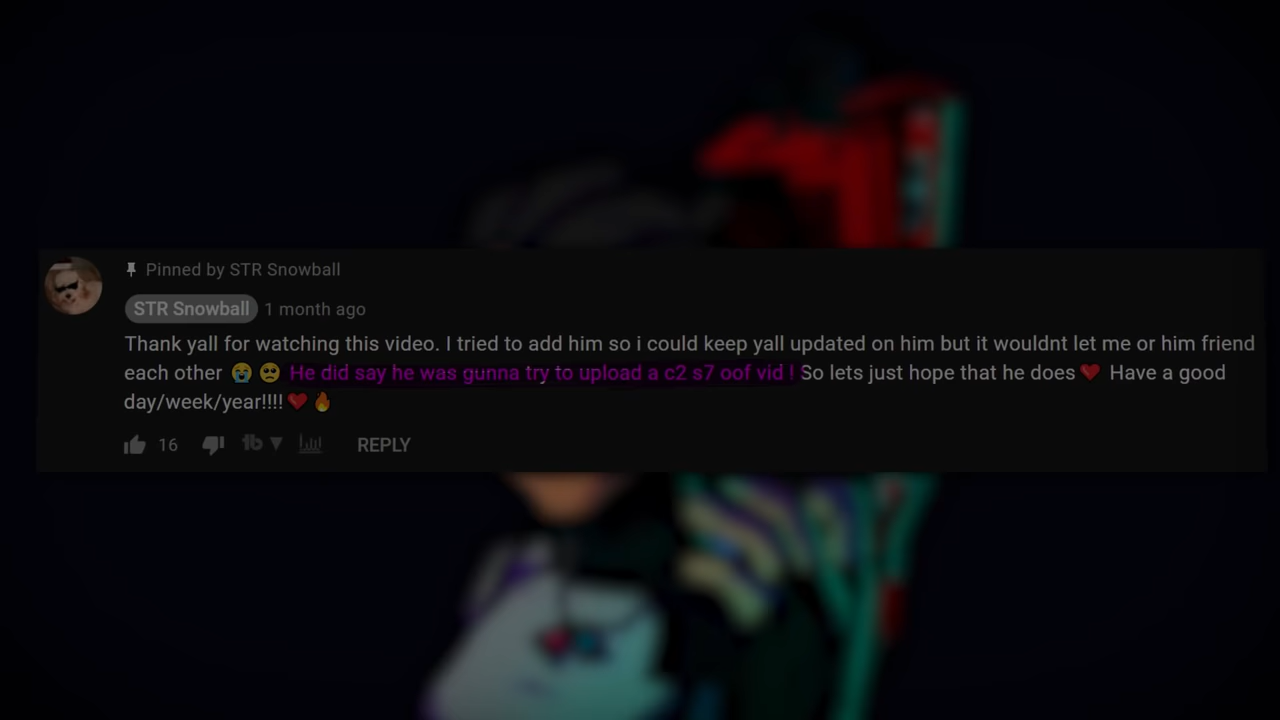 Pinned by STR Snowball
STR Snowball 1 month ago
Thank yall for watching this video. I tried to add him so i could keep yall updated on him but it wouldnt let me or him friend
each other 😭 🥺 He did say he was gunna try to upload a c2 s7 oof vid ! So lets just hope that he does❤️ Have a good
day/week/year!!!!❤️🔥
16 REPLY